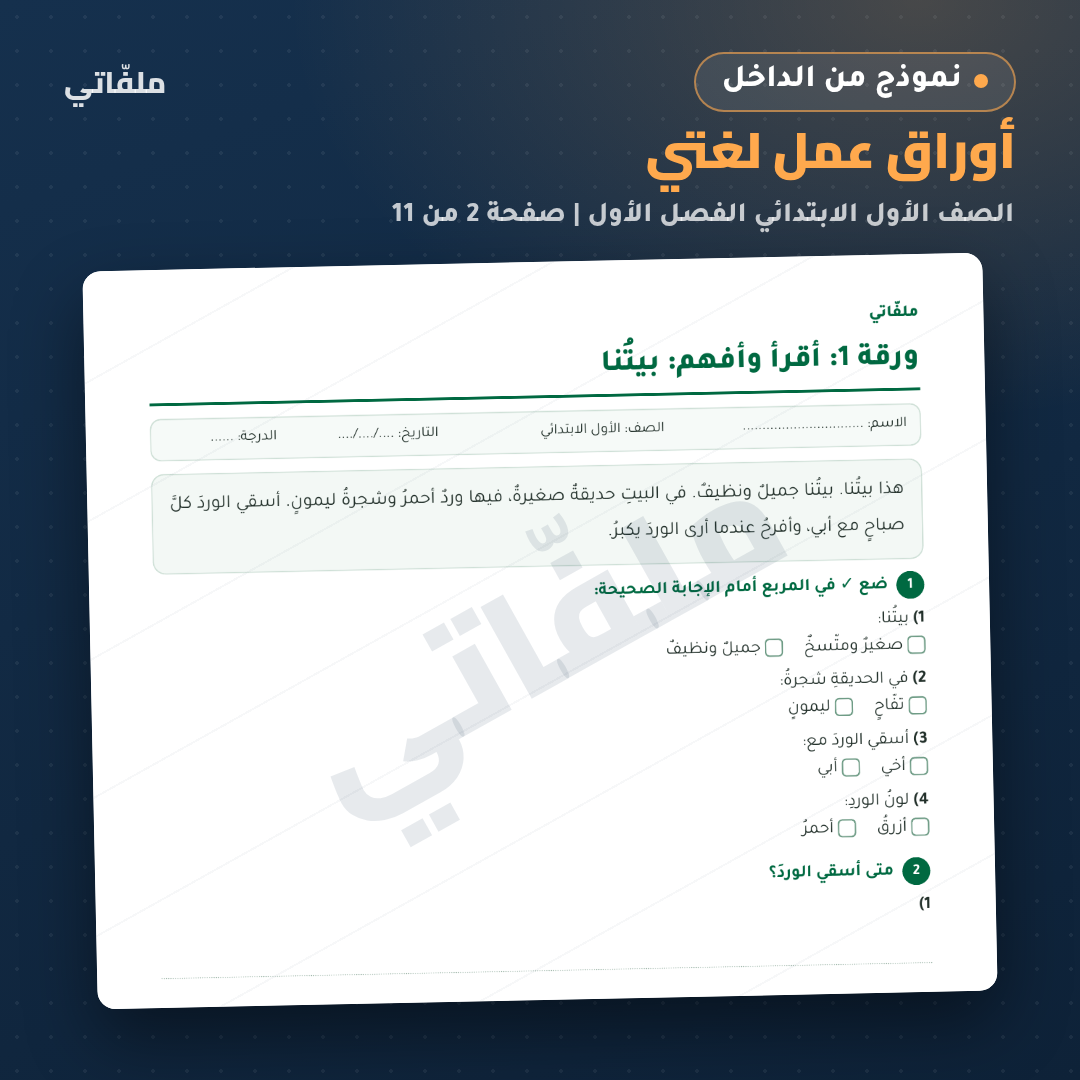 نموذج من الداخل
ملفّاتي
أوراق عمل لغتي
الصف الأول الابتدائي الفصل الأول | صفحة 2 من 11
ملفّاتي
ورقة 1: أقرأ وأفهم: بيتُنا
الاسم: ................................ الصف: الأول الابتدائي التاريخ: ..../..../.... الدرجة: ......
هذا بيتُنا. بيتُنا جميلٌ ونظيفٌ. في البيتِ حديقةٌ صغيرةٌ، فيها وردٌ أحمرُ وشجرةُ ليمونٍ. أسقي الوردَ كلَّ
صباحٍ مع أبي، وأفرحُ عندما أرى الوردَ يكبرُ.
1 ضع ✓ في المربع أمام الإجابة الصحيحة:
1) بيتُنا:
صغيرٌ ومتّسخٌ جميلٌ ونظيفٌ
2) في الحديقةِ شجرةُ:
تفّاحٍ ليمونٍ
3) أسقي الوردَ مع:
أخي أبي
4) لونُ الوردِ:
أزرقُ أحمرُ
2 متى أسقي الوردَ؟
1)
ملفّاتي